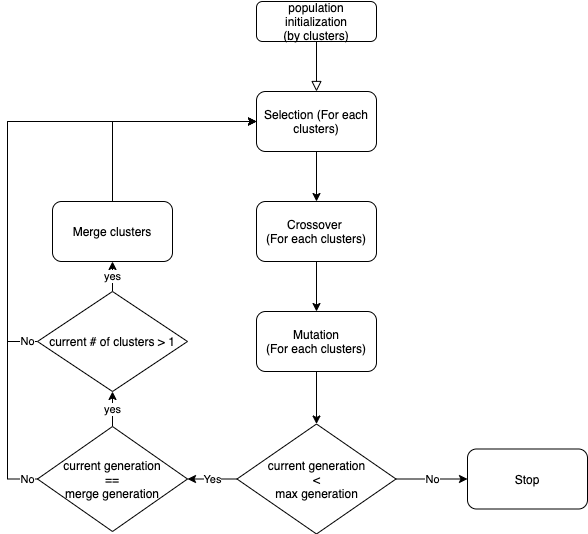 population
initialization
(by clusters)
Selection (For each
clusters)
Merge clusters
Crossover
(For each clusters)
yes
Mutation
(For each clusters)
No
current # of clusters > 1
yes
current generation
==
merge generation
No
Yes
current generation
<
max generation
No
Stop